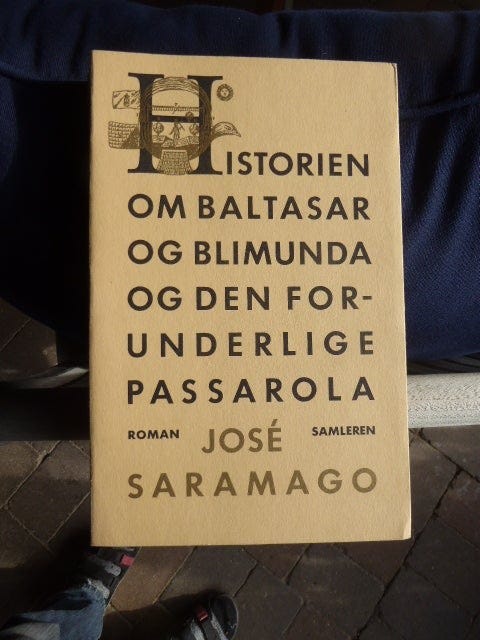 HISTORIEN
OM BALTASAR
OG BLIMUNDA
OG DEN FOR-
UNDERLIGE
PASSAROLA
ROMAN JOSÉ SAMLEREN
SARAMAGO